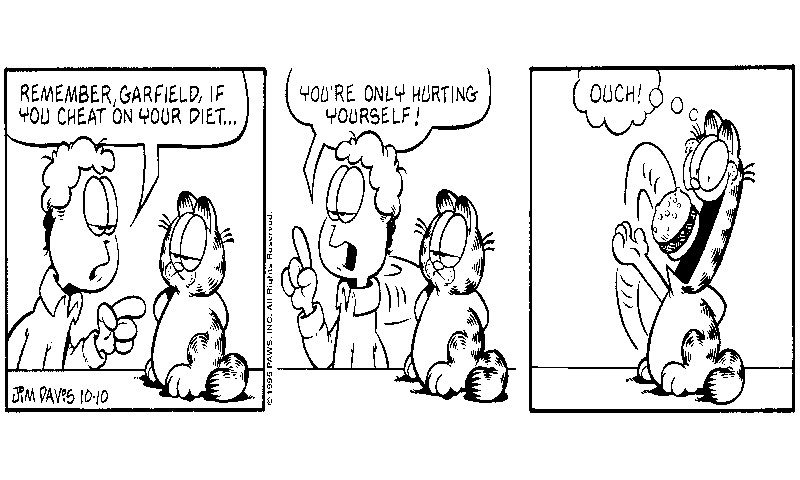 REMEMBER, GARFIELD, IF
YOU CHEAT ON YOUR DIET...
JIM DAVIS 10-10
© 1995 PAWS, INC. All Rights Reserved.
YOU'RE ONLY HURTING
YOURSELF!
OUCH!